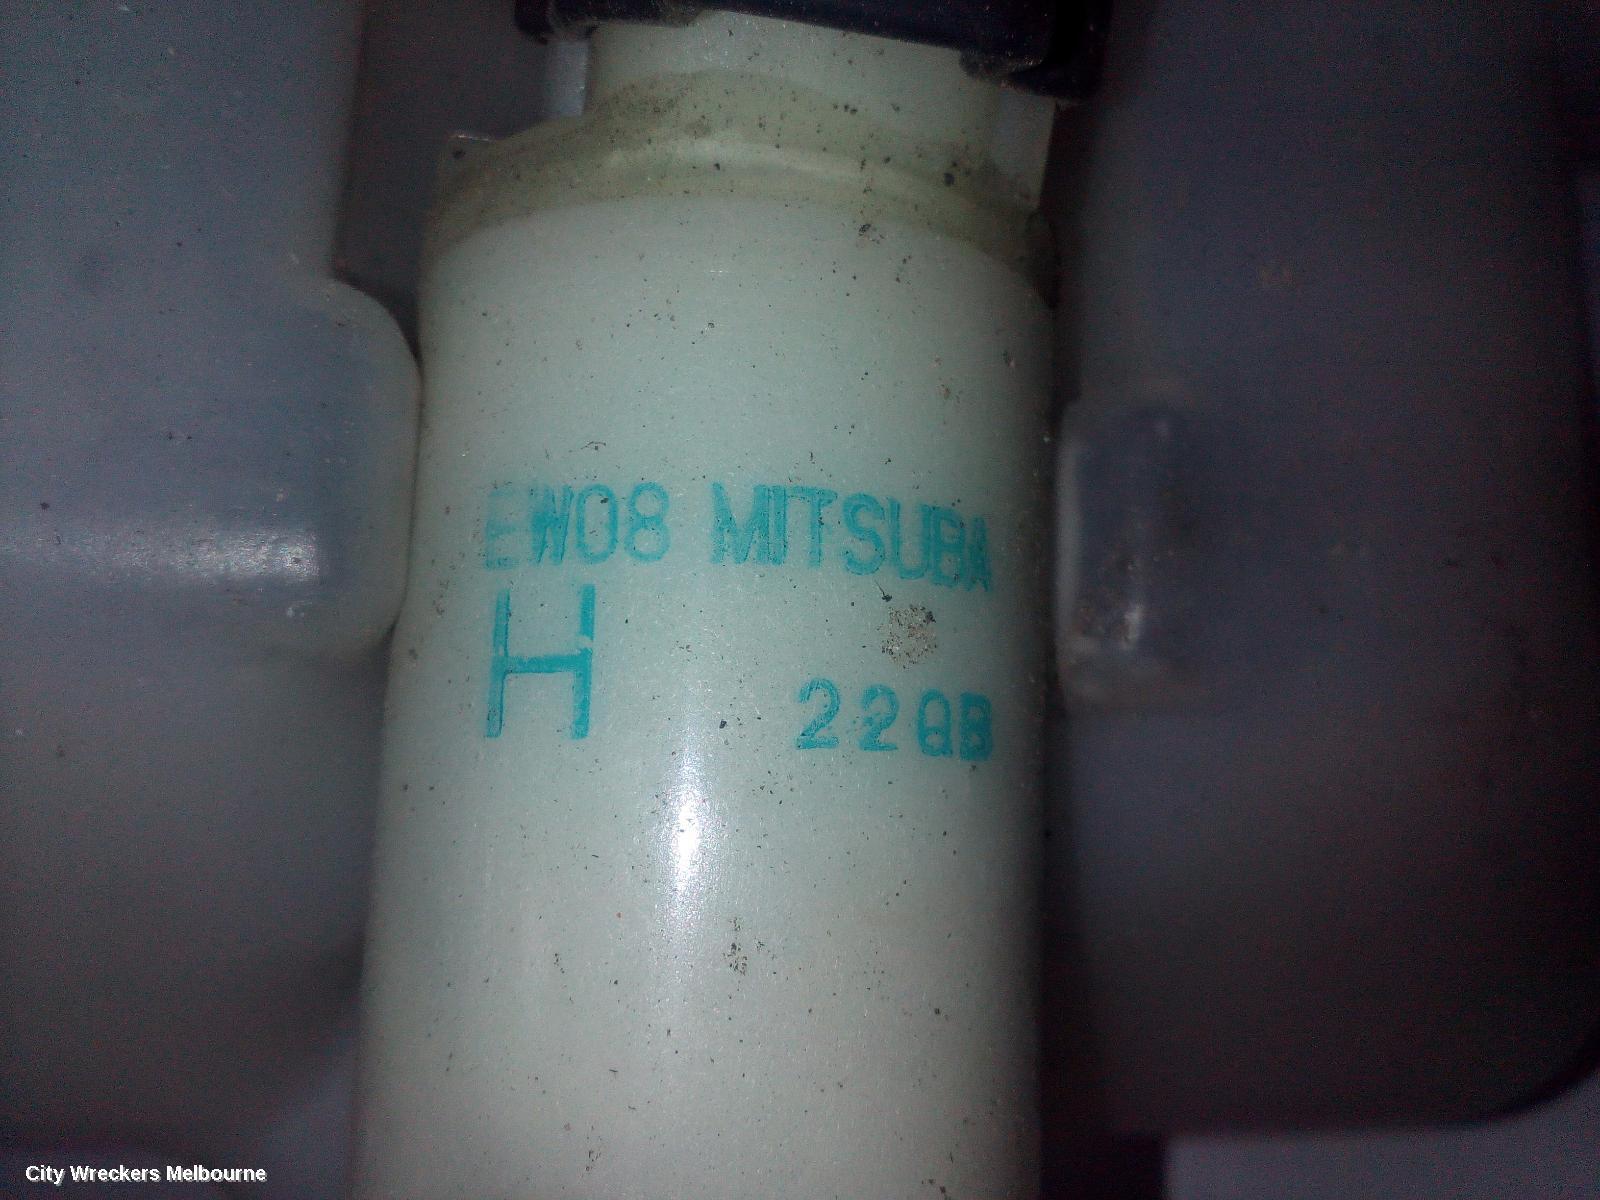 EW08 MITSUBA
H
22QB
City Wreckers Melbourne